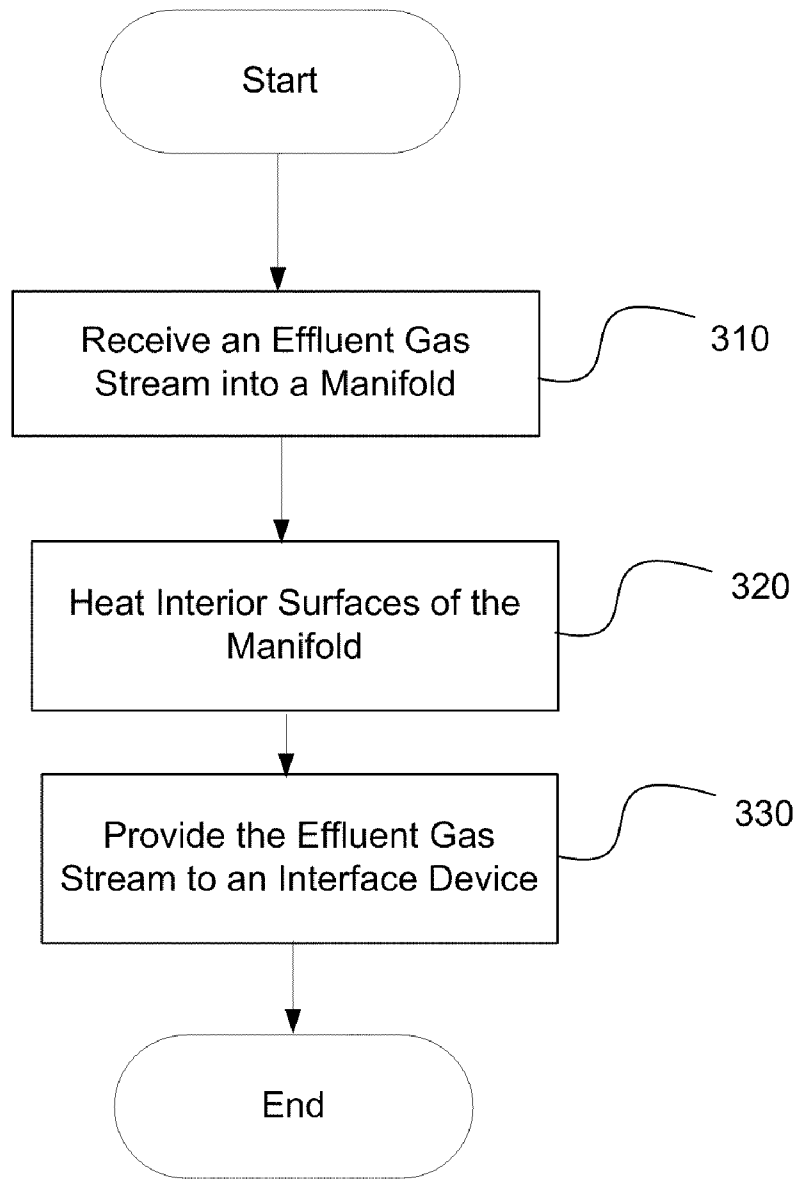 Start
Receive an Effluent Gas
Stream into a Manifold
310
Heat Interior Surfaces of the
Manifold
320
Provide the Effluent Gas
Stream to an Interface Device
330
End